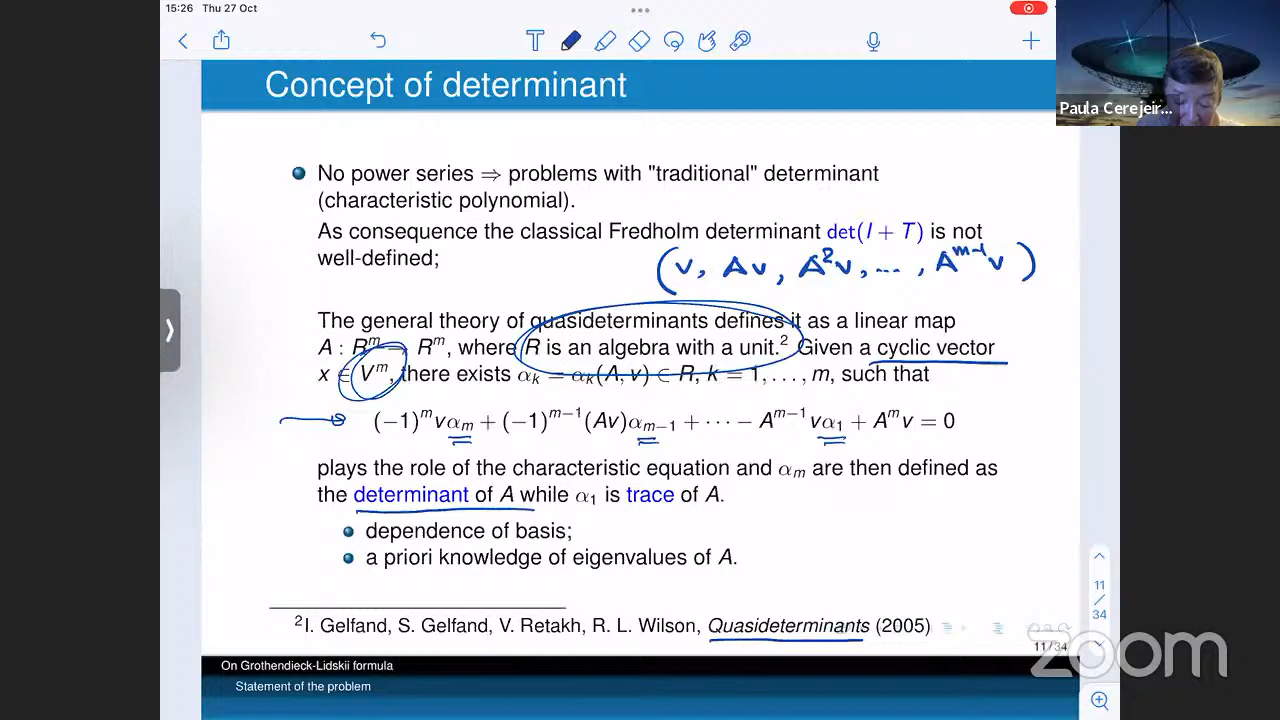 15:26 Thu 27 Oct
Concept of determinant
Paula Cerejeir...
No power series ⇒ problems with "traditional" determinant
(characteristic polynomial).
As consequence the classical Fredholm determinant det(I + T) is not
well-defined;
(v, Av, A²v, ..., A^{m-1}v)
The general theory of quasideterminants defines it as a linear map
A : R^m → R^m, where R is an algebra with a unit.²  Given a cyclic vector
x ∈ V^m, there exists α_k = α_k(A, v) ∈ R, k = 1, . . . , m, such that
(−1)^m vα_m + (−1)^{m−1}(Av)α_{m−1} + ··· − A^{m−1}vα_1 + A^m v = 0
plays the role of the characteristic equation and α_m are then defined as
the determinant of A while α_1 is trace of A.
dependence of basis;
a priori knowledge of eigenvalues of A.
²I. Gelfand, S. Gelfand, V. Retakh, R. L. Wilson, Quasideterminants (2005)
11
/
34
11/34
On Grothendieck-Lidskii formula
Statement of the problem
zoom